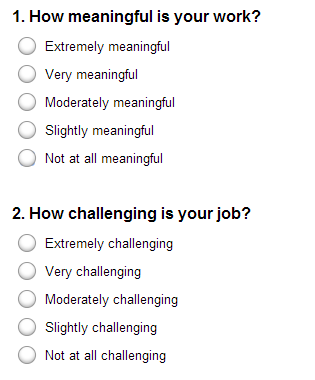 1. How meaningful is your work?
Extremely meaningful
Very meaningful
Moderately meaningful
Slightly meaningful
Not at all meaningful
2. How challenging is your job?
Extremely challenging
Very challenging
Moderately challenging
Slightly challenging
Not at all challenging